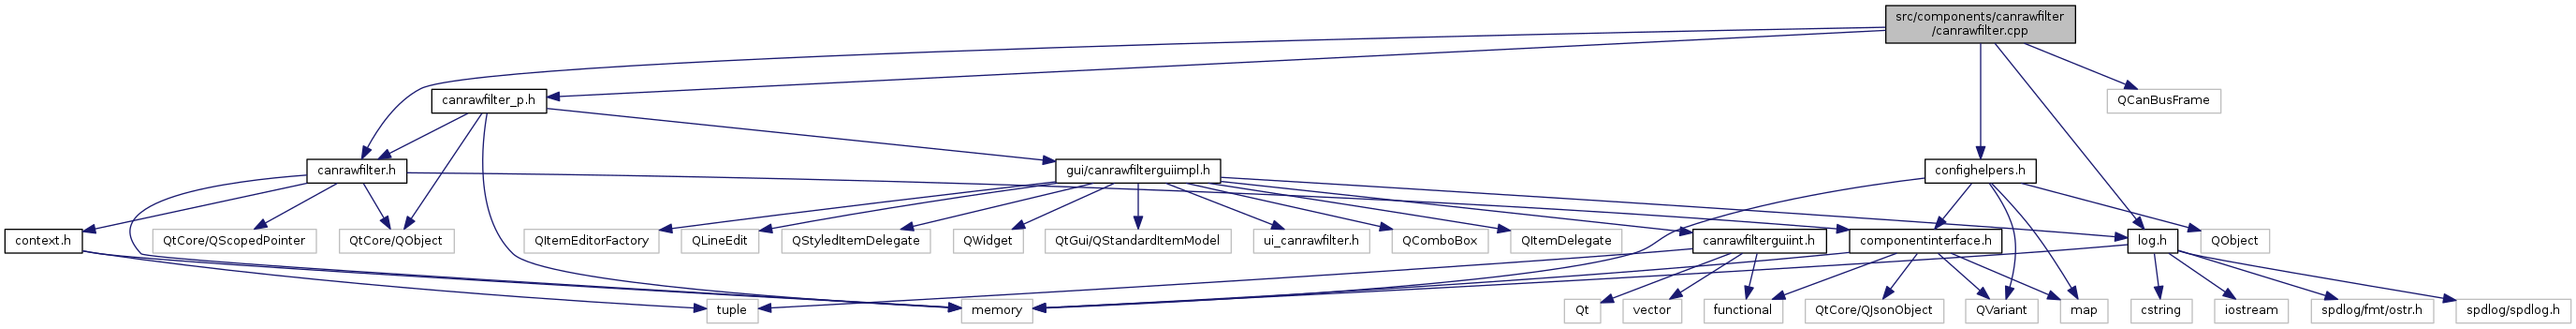 src/components/canrawfilter
/canrawfilter.cpp
canrawfilter_p.h
QCanBusFrame
canrawfilter.h
gui/canrawfilterguiimpl.h
confighelpers.h
context.h
QtCore/QScopedPointer
QtCore/QObject
QItemEditorFactory
QLineEdit
QStyledItemDelegate
QWidget
QtGui/QStandardItemModel
ui_canrawfilter.h
QComboBox
QItemDelegate
canrawfilterguiint.h
componentinterface.h
log.h
QObject
tuple
memory
Qt
vector
functional
QtCore/QJsonObject
QVariant
map
cstring
iostream
spdlog/fmt/ostr.h
spdlog/spdlog.h